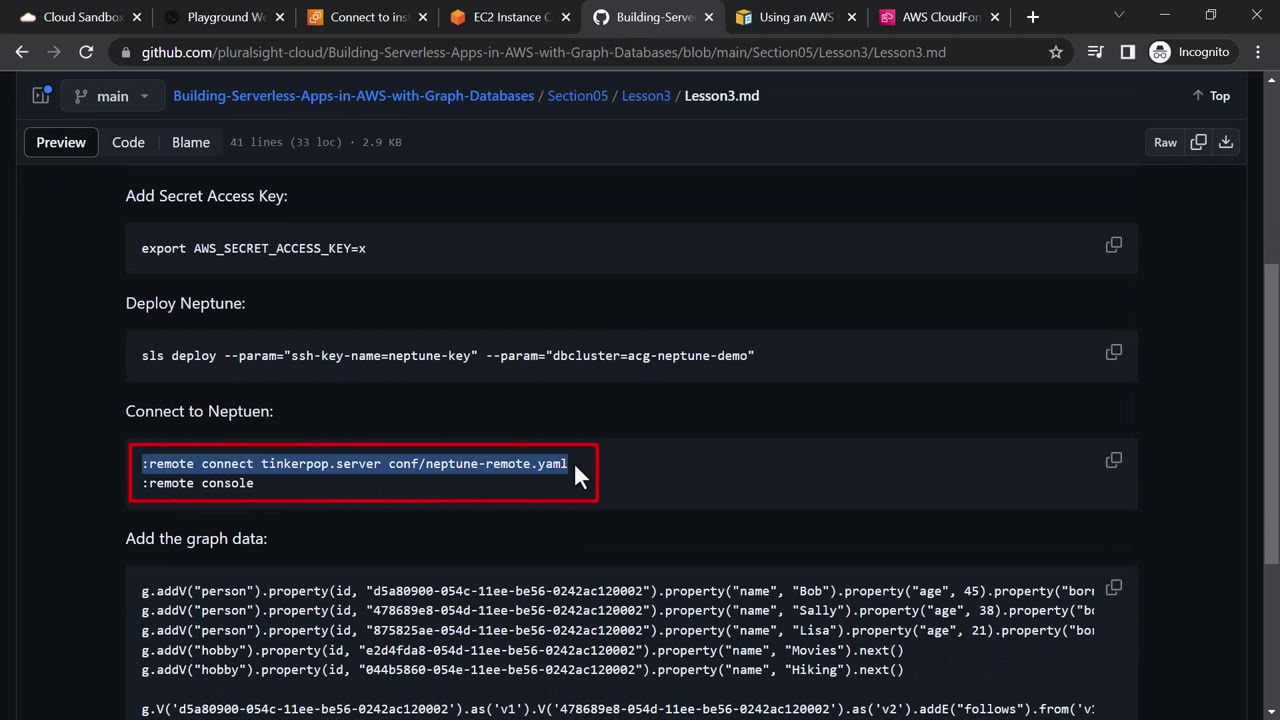 Cloud Sandbox
Playground We
Connect to ins
EC2 Instance C
Building-Serve
Using an AWS
AWS CloudFor
github.com/pluralsight-cloud/Building-Serverless-Apps-in-AWS-with-Graph-Databases/blob/main/Section05/Lesson3/Lesson3.md
Incognito
main
Building-Serverless-Apps-in-AWS-with-Graph-Databases / Section05 / Lesson3 / Lesson3.md
Top
Preview
Code
Blame
41 lines (33 loc) · 2.9 KB
Raw
Add Secret Access Key:
export AWS_SECRET_ACCESS_KEY=x
Deploy Neptune:
sls deploy --param="ssh-key-name=neptune-key" --param="dbcluster=acg-neptune-demo"
Connect to Neptuen:
:remote connect tinkerpop.server conf/neptune-remote.yaml
:remote console
Add the graph data:
g.addV("person").property(id, "d5a80900-054c-11ee-be56-0242ac120002").property("name", "Bob").property("age", 45).property("born
g.addV("person").property(id, "478689e8-054d-11ee-be56-0242ac120002").property("name", "Sally").property("age", 38).property("bo
g.addV("person").property(id, "875825ae-054d-11ee-be56-0242ac120002").property("name", "Lisa").property("age", 21).property("bor
g.addV("hobby").property(id, "e2d4fda8-054d-11ee-be56-0242ac120002").property("name", "Movies").next()
g.addV("hobby").property(id, "044b5860-054e-11ee-be56-0242ac120002").property("name", "Hiking").next()
g.V('d5a80900-054c-11ee-be56-0242ac120002').as('v1').V('478689e8-054d-11ee-be56-0242ac120002').as('v2').addE("follows").from('v1